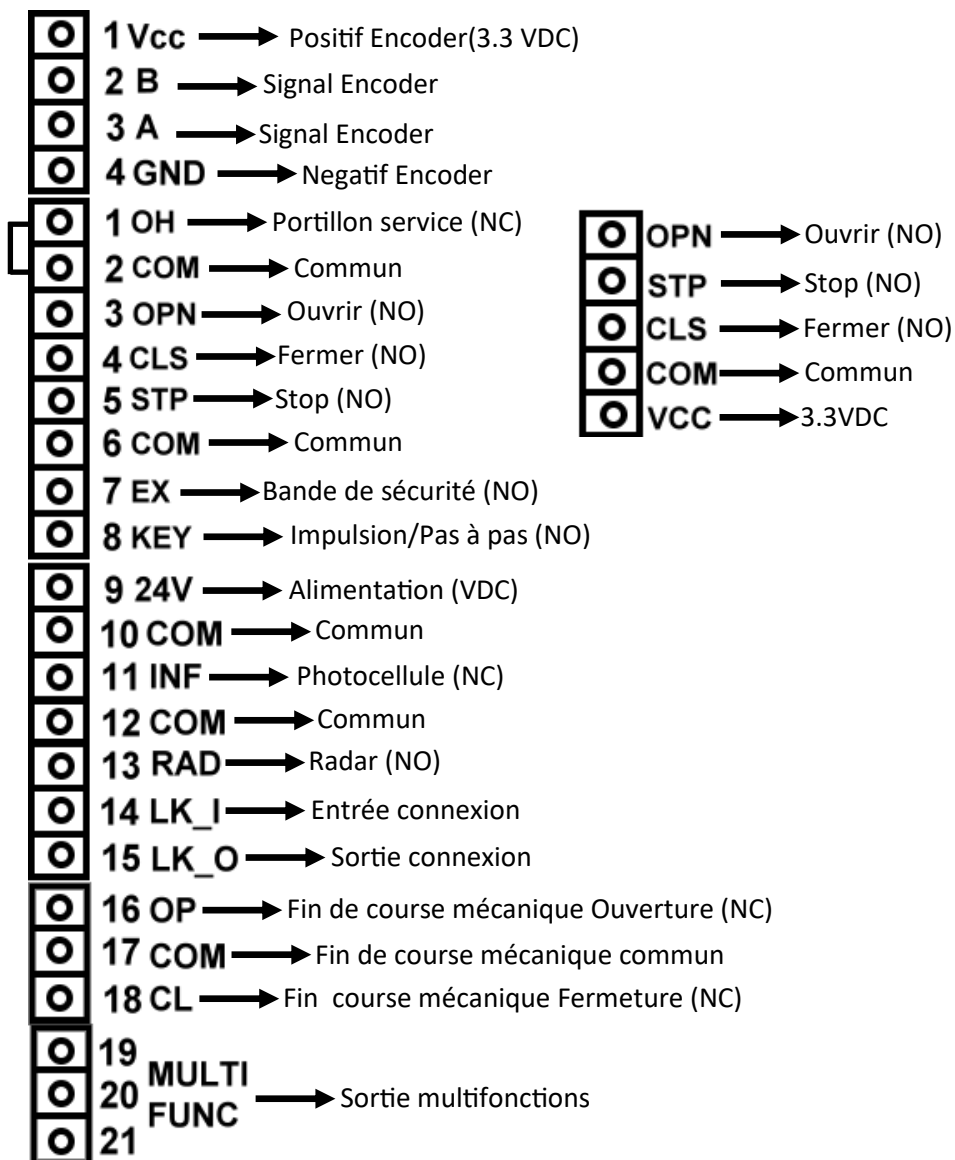 1 Vcc Positif Encoder(3.3 VDC)
2 B Signal Encoder
3 A Signal Encoder
4 GND Negatif Encoder
1 OH Portillon service (NC)
2 COM Commun
3 OPN Ouvrir (NO)
4 CLS Fermer (NO)
5 STP Stop (NO)
6 COM Commun
7 EX Bande de sécurité (NO)
8 KEY Impulsion/Pas à pas (NO)
9 24V Alimentation (VDC)
10 COM Commun
11 INF Photocellule (NC)
12 COM Commun
13 RAD Radar (NO)
14 LK_I Entrée connexion
15 LK_O Sortie connexion
16 OP Fin de course mécanique Ouverture (NC)
17 COM Fin de course mécanique commun
18 CL Fin course mécanique Fermeture (NC)
19
20
21
MULTI
FUNC
Sortie multifonctions
OPN Ouvrir (NO)
STP Stop (NO)
CLS Fermer (NO)
COM Commun
VCC 3.3VDC